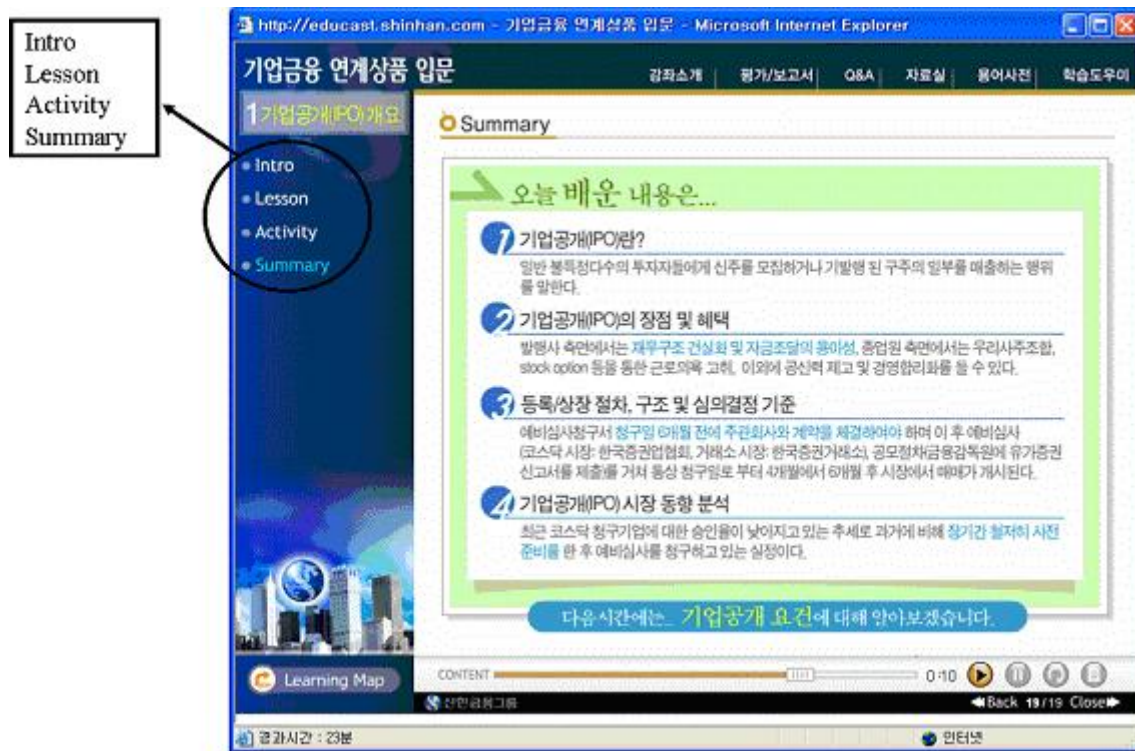 Intro
Lesson
Activity
Summary
http://educast.shinhan.com - 기업금융 연계상품 입문 - Microsoft Internet Explorer
기업금융 연계상품 입문
강좌소개 | 평가/보고서 | Q&A | 자료실 | 용어사전 | 학습도우미
1 기업공개(IPO)개요
Intro
Lesson
Activity
Summary
Summary
오늘 배운 내용은...
1 기업공개(IPO)란?
일반 불특정다수의 투자자들에게 신주를 모집하거나 기발행 된 구주의 일부를 매출하는 행위
를 말한다.
2 기업공개(IPO)의 장점 및 혜택
발행사 측면에서는 재무구조 건실화 및 자금조달의 용이성, 종업원 측면에서는 우리사주조합,
stock option 등을 통한 근로의욕 고취, 이외에 공신력 제고 및 경영합리화를 들 수 있다.
3 등록/상장 절차, 구조 및 심의결정 기준
예비심사청구서 청구일 6개월 전에 주관회사와 계약을 체결하여야 하며 이 후 예비심사
(코스닥 시장: 한국증권업협회, 거래소 시장: 한국증권거래소), 공모절차(금융감독원에 유가증권
신고서를 제출)를 거쳐 통상 청구일로 부터 4개월에서 6개월 후 시장에서 매매가 개시된다.
4 기업공개(IPO) 시장 동향 분석
최근 코스닥 청구기업에 대한 승인율이 낮아지고 있는 추세로 과거에 비해 장기간 철저히 사전
준비를 한 후 예비심사를 청구하고 있는 실정이다.
다음시간에는... 기업공개 요건에 대해 알아보겠습니다.
Learning Map
CONTENT
0:10
신한금융그룹
Back 19/19 Close
경과시간 : 23분
인터넷